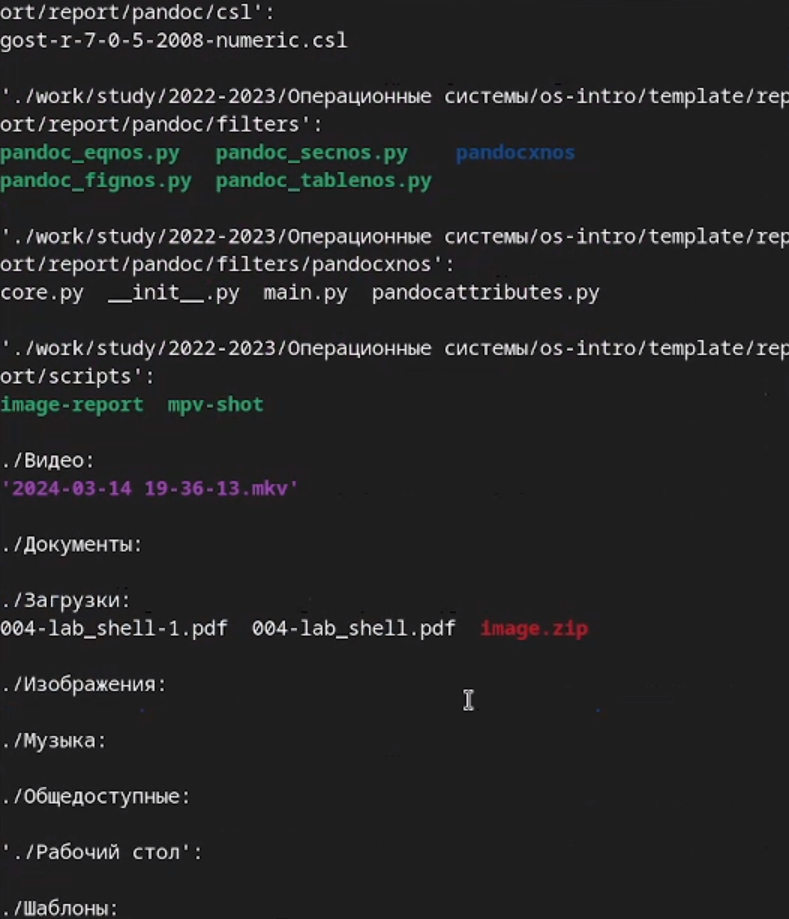 ort/report/pandoc/csl':
gost-r-7-0-5-2008-numeric.csl
'./work/study/2022-2023/Операционные системы/os-intro/template/rep
ort/report/pandoc/filters':
pandoc_eqnos.py pandoc_secnos.py pandocxnos
pandoc_fignos.py pandoc_tablenos.py
'./work/study/2022-2023/Операционные системы/os-intro/template/rep
ort/report/pandoc/filters/pandocxnos':
core.py __init__.py main.py pandocattributes.py
'./work/study/2022-2023/Операционные системы/os-intro/template/rep
ort/scripts':
image-report mpv-shot
./Видео:
'2024-03-14 19-36-13.mkv'
./Документы:
./Загрузки:
004-lab_shell-1.pdf 004-lab_shell.pdf image.zip
./Изображения:
./Музыка:
./Общедоступные:
'./Рабочий стол':
./Шаблоны: